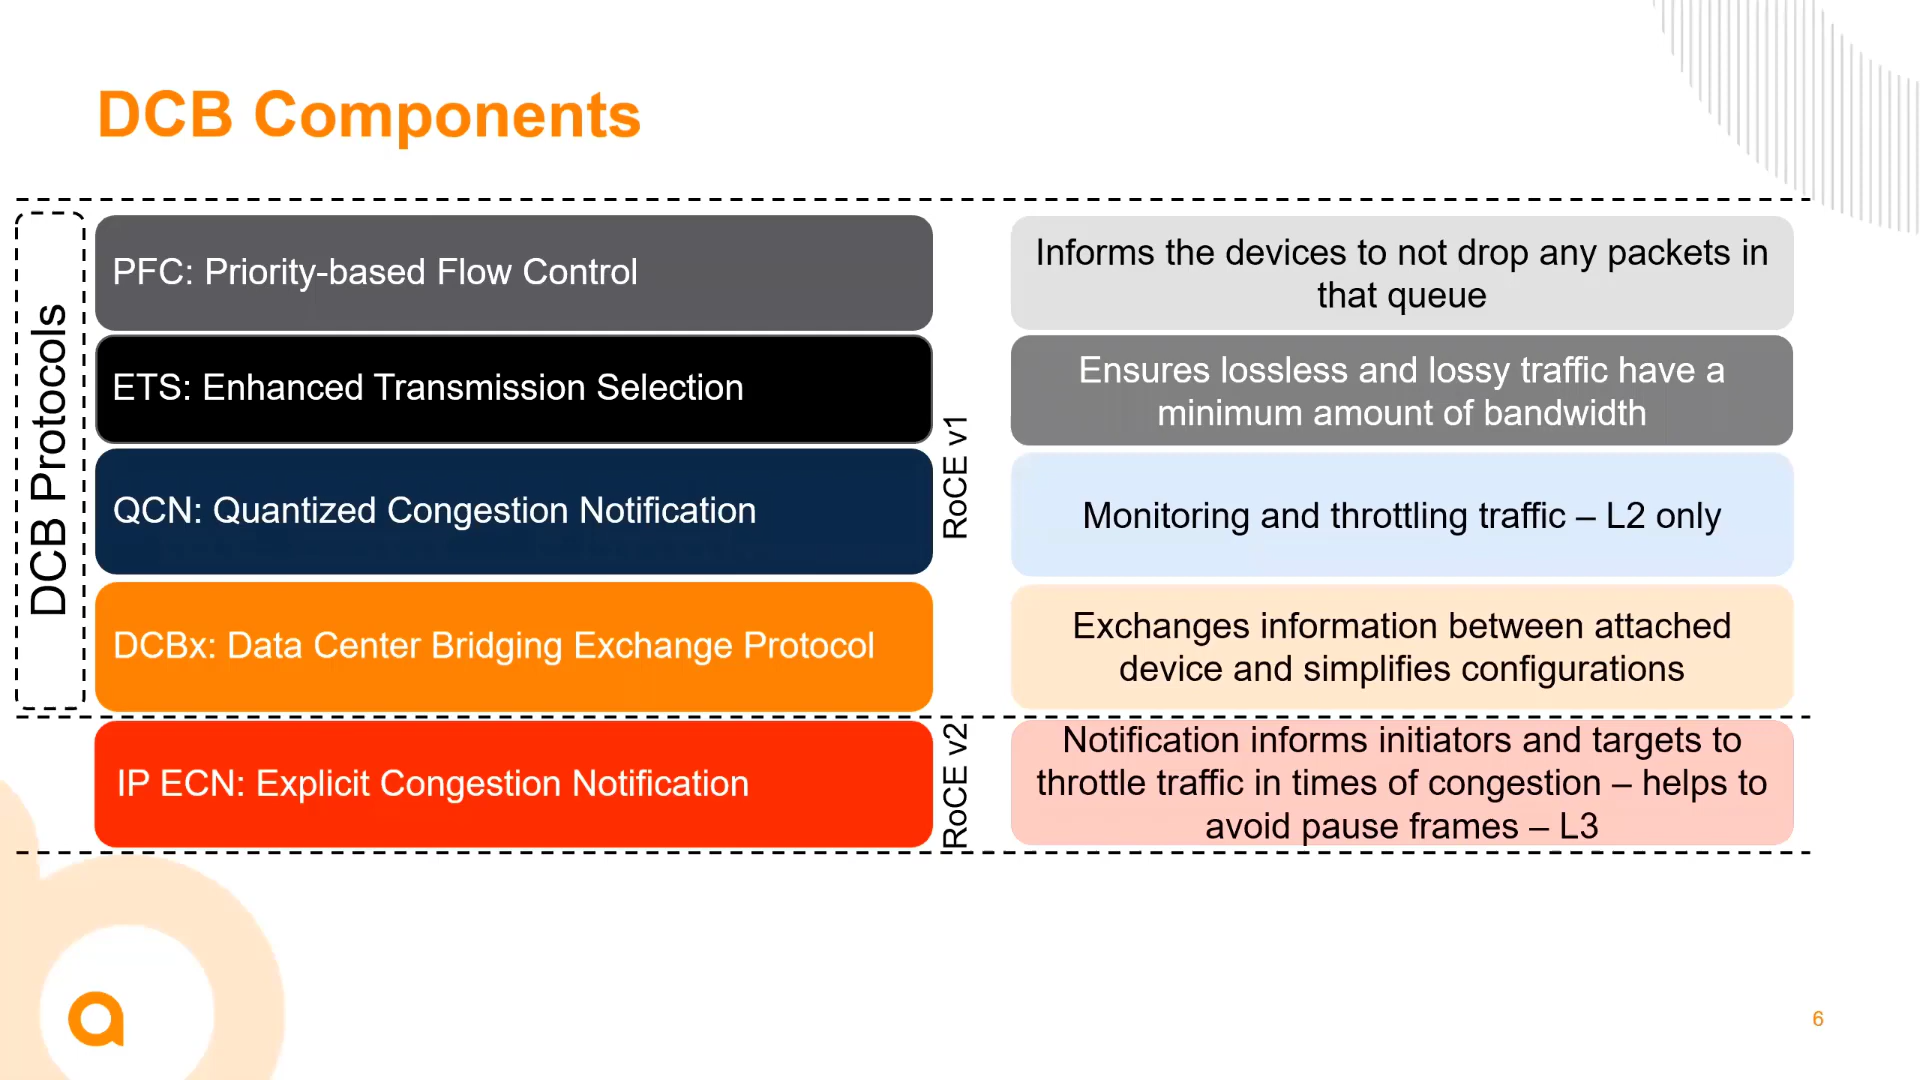 DCB Components
DCB Protocols
PFC: Priority-based Flow Control
Informs the devices to not drop any packets in
that queue
ETS: Enhanced Transmission Selection
Ensures lossless and lossy traffic have a
minimum amount of bandwidth
RoCE v1
QCN: Quantized Congestion Notification
Monitoring and throttling traffic – L2 only
DCBx: Data Center Bridging Exchange Protocol
Exchanges information between attached
device and simplifies configurations
IP ECN: Explicit Congestion Notification
RoCE v2
Notification informs initiators and targets to
throttle traffic in times of congestion – helps to
avoid pause frames – L3
6